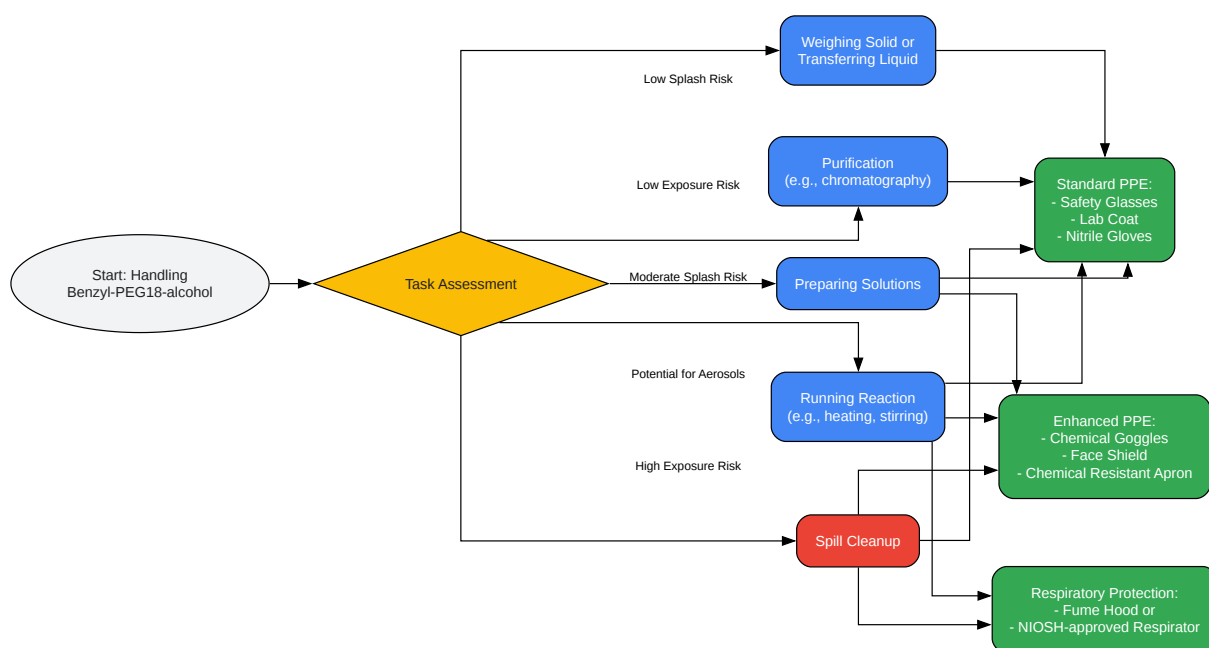 Weighing Solid or
Transferring Liquid
Low Splash Risk
Purification
(e.g., chromatography)
Low Exposure Risk
Standard PPE:
- Safety Glasses
- Lab Coat
- Nitrile Gloves
Start: Handling
Benzyl-PEG18-alcohol
Task Assessment
Moderate Splash Risk
Preparing Solutions
Potential for Aerosols
Running Reaction
(e.g., heating, stirring)
Enhanced PPE:
- Chemical Goggles
- Face Shield
- Chemical Resistant Apron
High Exposure Risk
Spill Cleanup
Respiratory Protection:
- Fume Hood or
- NIOSH-approved Respirator